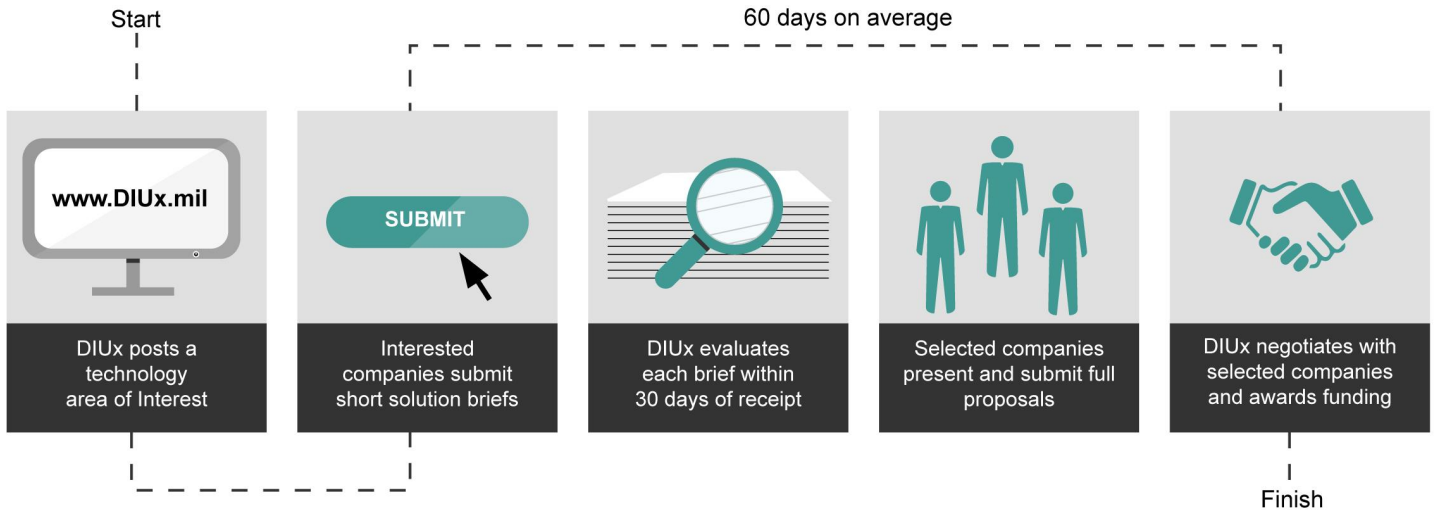 Start
60 days on average
www.DIUx.mil
DIUx posts a
technology
area of Interest
SUBMIT
Interested
companies submit
short solution briefs
DIUx evaluates
each brief within
30 days of receipt
Selected companies
present and submit full
proposals
DIUx negotiates with
selected companies
and awards funding
Finish